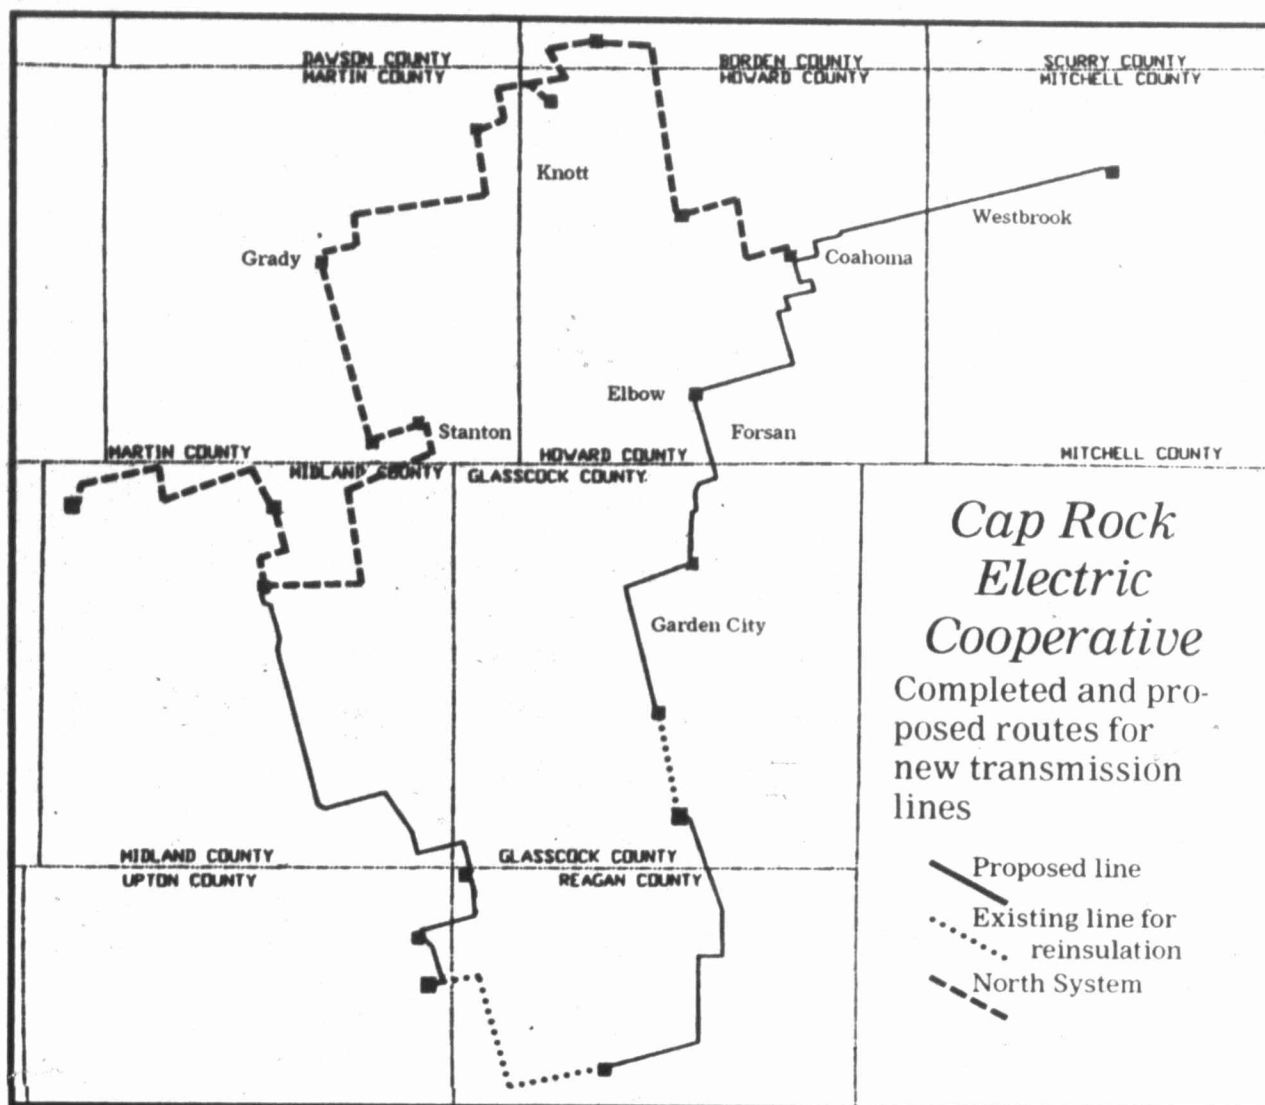 DAWSON COUNTY
MARTIN COUNTY
BORDEN COUNTY
HOWARD COUNTY
SCURRY COUNTY
MITCHELL COUNTY
Knott
Westbrook
Grady
Coahoma
Elbow
Stanton
Forsan
MARTIN COUNTY
MIDLAND COUNTY
HOWARD COUNTY
GLASSCOCK COUNTY
MITCHELL COUNTY
Garden City
MIDLAND COUNTY
UPTON COUNTY
GLASSCOCK COUNTY
REAGAN COUNTY
Cap Rock
Electric
Cooperative
Completed and pro-
posed routes for
new transmission
lines
Proposed line
Existing line for
reinsulation
North System